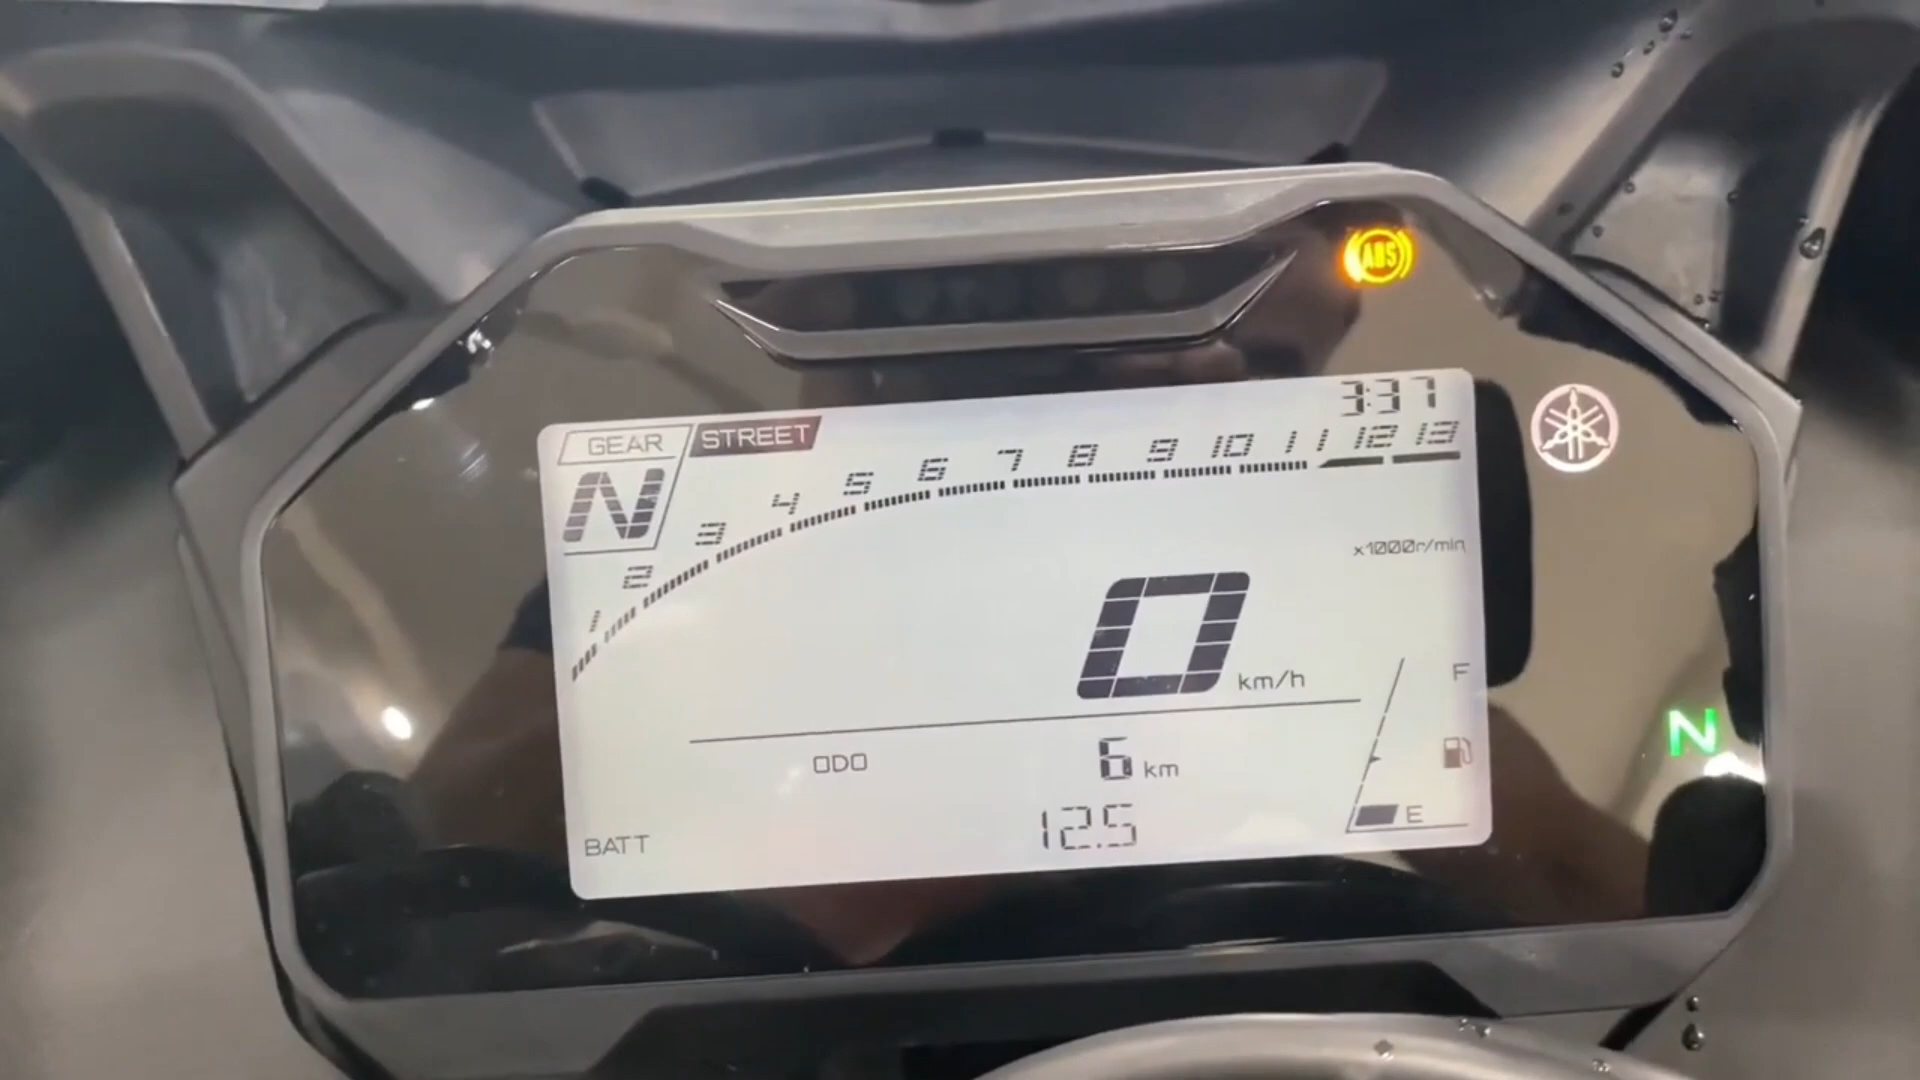 ABS
3:37
GEAR STREET
N
1 2 3 4 5 6 7 8 9 10 11 12 13
x1000r/min
0 km/h
F
N
ODO 6 km
E
BATT 12.5